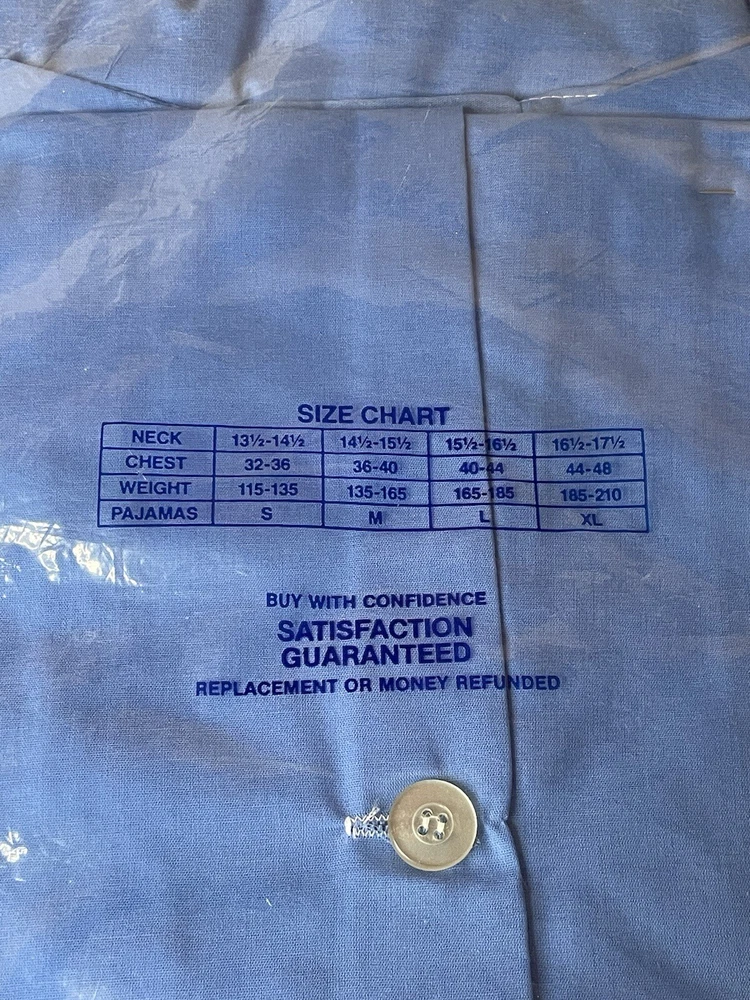 SIZE CHART
NECK 13½-14½ 14½-15½ 15½-16½ 16½-17½
CHEST 32-36 36-40 40-44 44-48
WEIGHT 115-135 135-165 165-185 185-210
PAJAMAS S M L XL
BUY WITH CONFIDENCE
SATISFACTION
GUARANTEED
REPLACEMENT OR MONEY REFUNDED